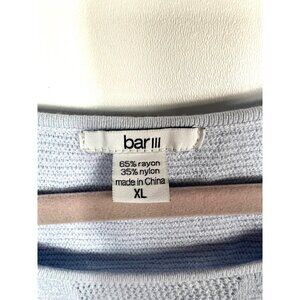 bar III
65% rayon
35% nylon
made in China
XL